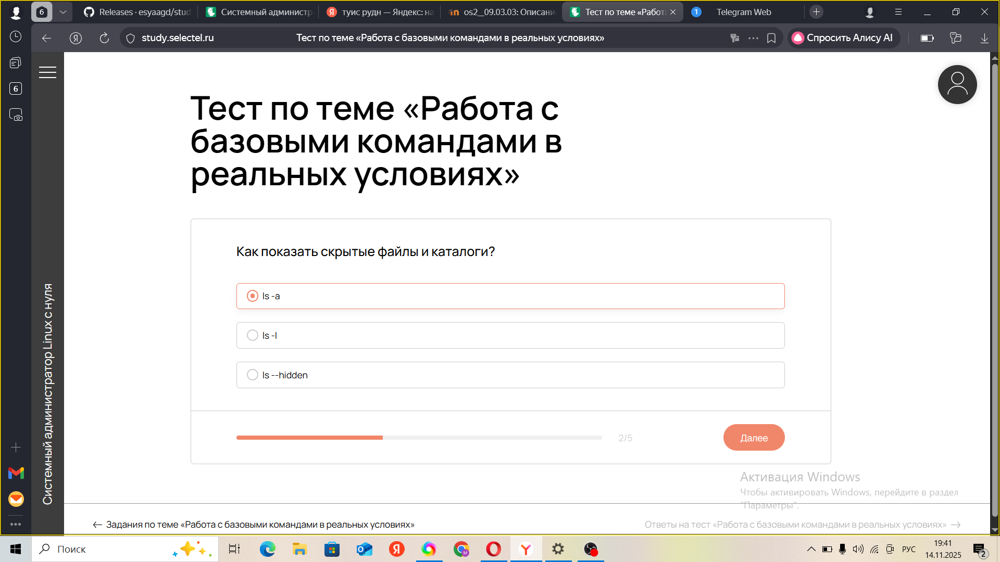 6
Releases · esyaagd/stud
Системный администр
туис рудн — Яндекс: на
os2__09.03.03: Описани
Тест по теме «Работа
1
Telegram Web
study.selectel.ru
Тест по теме «Работа с базовыми командами в реальных условиях»
Спросить Алису AI
6
Тест по теме «Работа с
базовыми командами в
реальных условиях»
Системный администратор Linux с нуля
Как показать скрытые файлы и каталоги?
ls -a
ls -l
ls --hidden
2/5
Далее
Активация Windows
Чтобы активировать Windows, перейдите в раздел
"Параметры".
← Задания по теме «Работа с базовыми командами в реальных условиях»
Ответы на тест «Работа с базовыми командами в реальных условиях» →
Поиск
РУС
19:41
14.11.2025
2